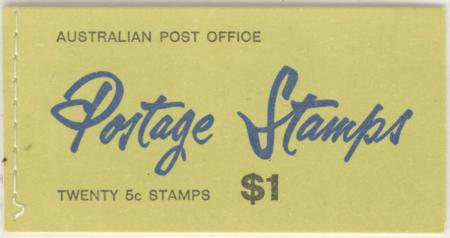 AUSTRALIAN POST OFFICE
Postage Stamps
TWENTY 5c STAMPS $1